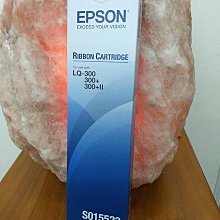 EPSON
EXCEED YOUR VISION
RIBBON CARTRIDGE
LQ-300
300+
300+II